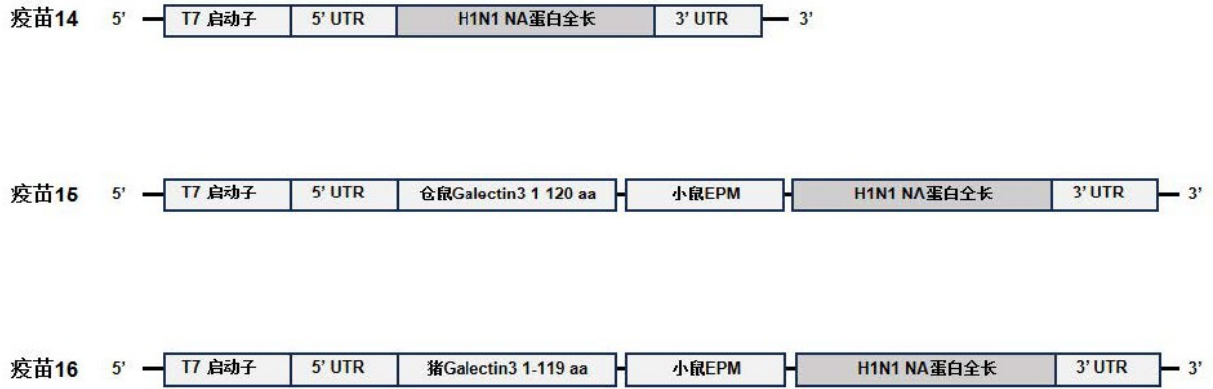 疫苗14 5’ T7 启动子 5’ UTR H1N1 NA蛋白全长 3’ UTR 3’
疫苗15 5’ T7 启动子 5’ UTR 仓鼠Galectin3 1 120 aa 小鼠EPM H1N1 NA蛋白全长 3’ UTR 3’
疫苗16 5’ T7 启动子 5’ UTR 猪Galectin3 1-119 aa 小鼠EPM H1N1 NA蛋白全长 3’ UTR 3’